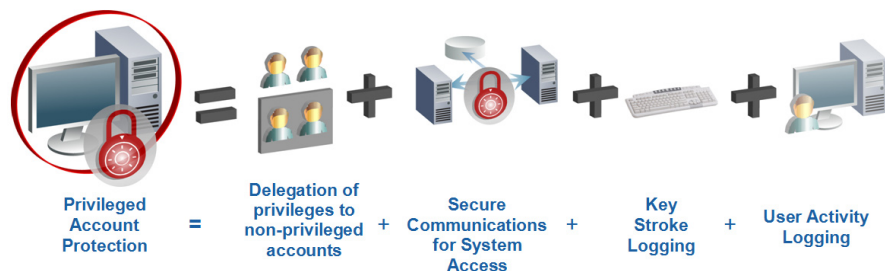 Privileged
Account
Protection
=
Delegation of
privileges to
non-privileged
accounts
+
Secure
Communications
for System
Access
+
Key
Stroke
Logging
+
User Activity
Logging